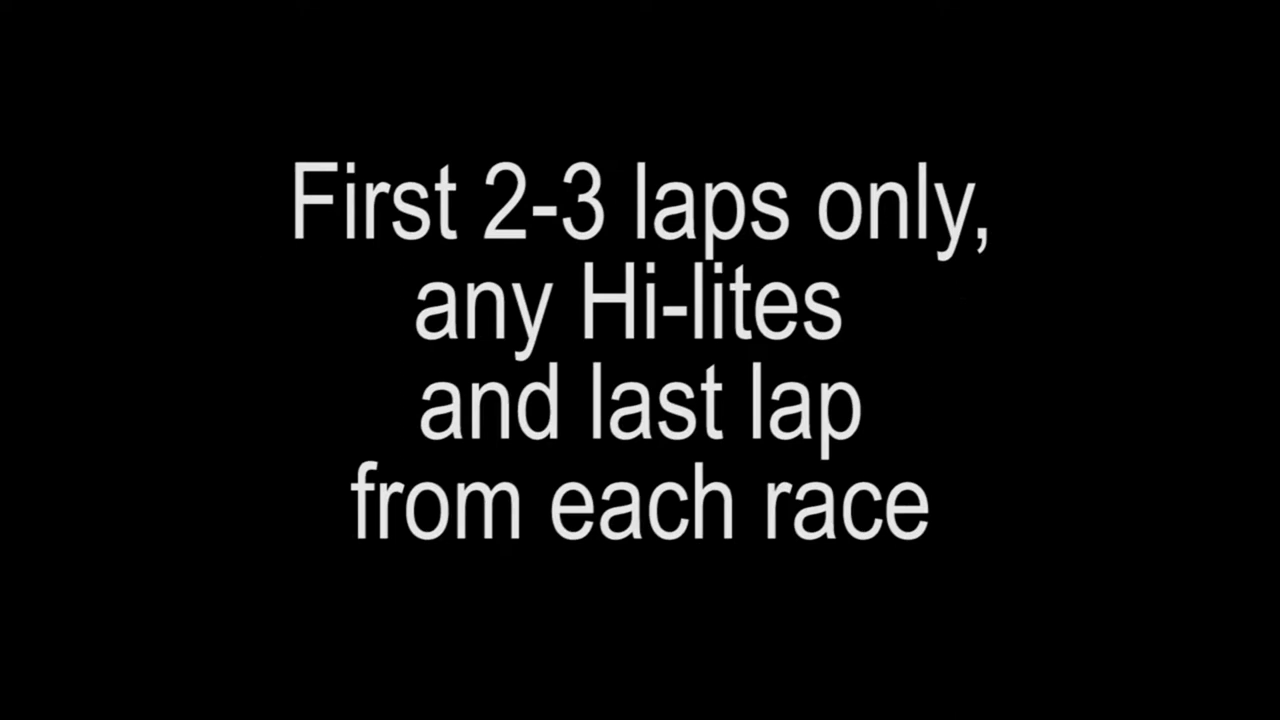 First 2-3 laps only,
any Hi-lites
and last lap
from each race